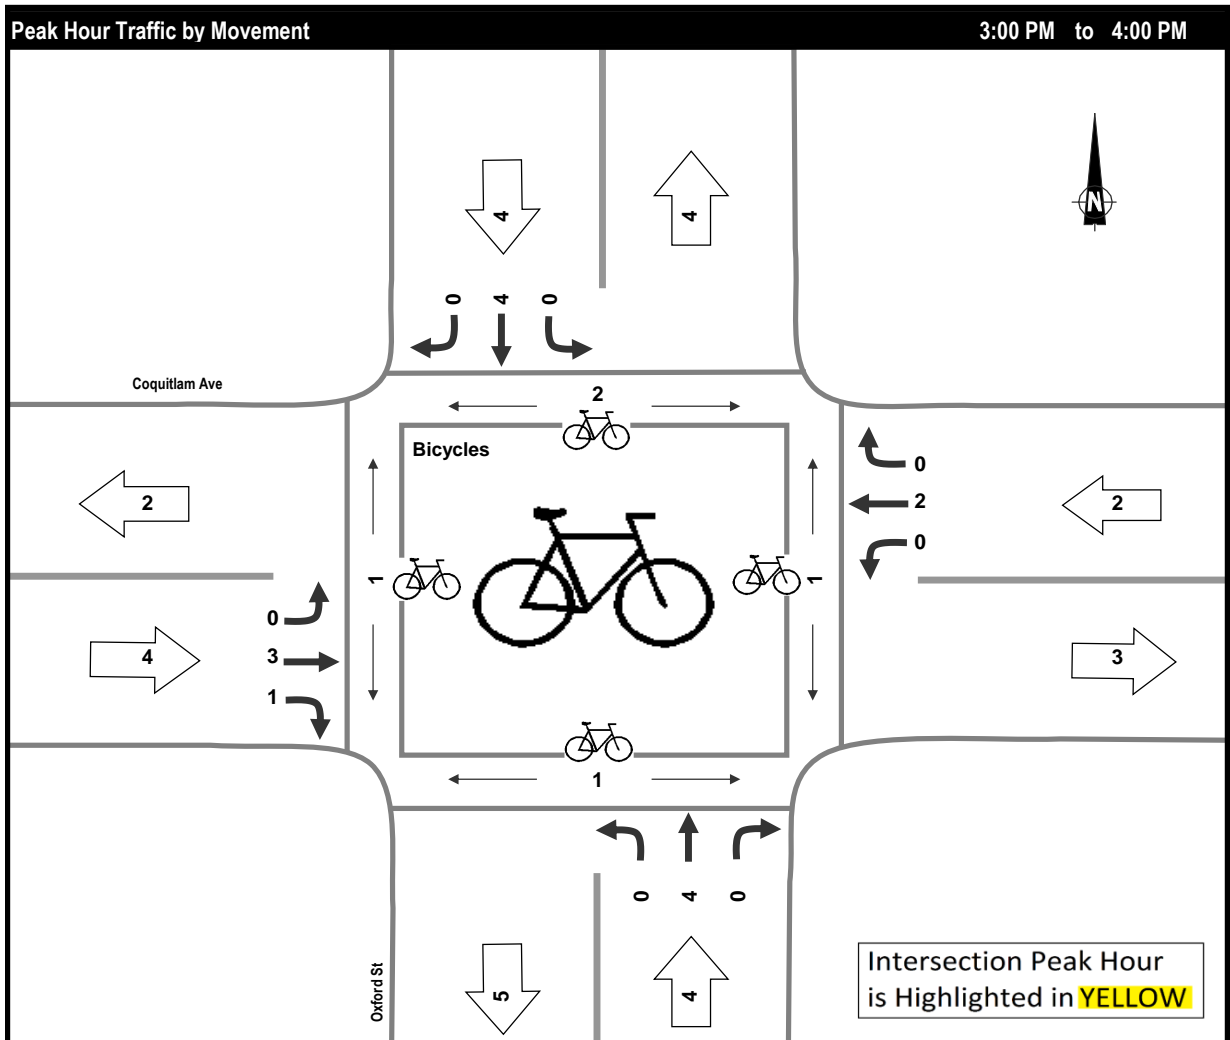 Peak Hour Traffic by Movement 3:00 PM to 4:00 PM
4 4
N
0 4 0
Coquitlam Ave
2
Bicycles
0
2 2 2
0
1 1
0
4 3 3
1
1
0 4 0
Oxford St
5 4
Intersection Peak Hour
is Highlighted in YELLOW